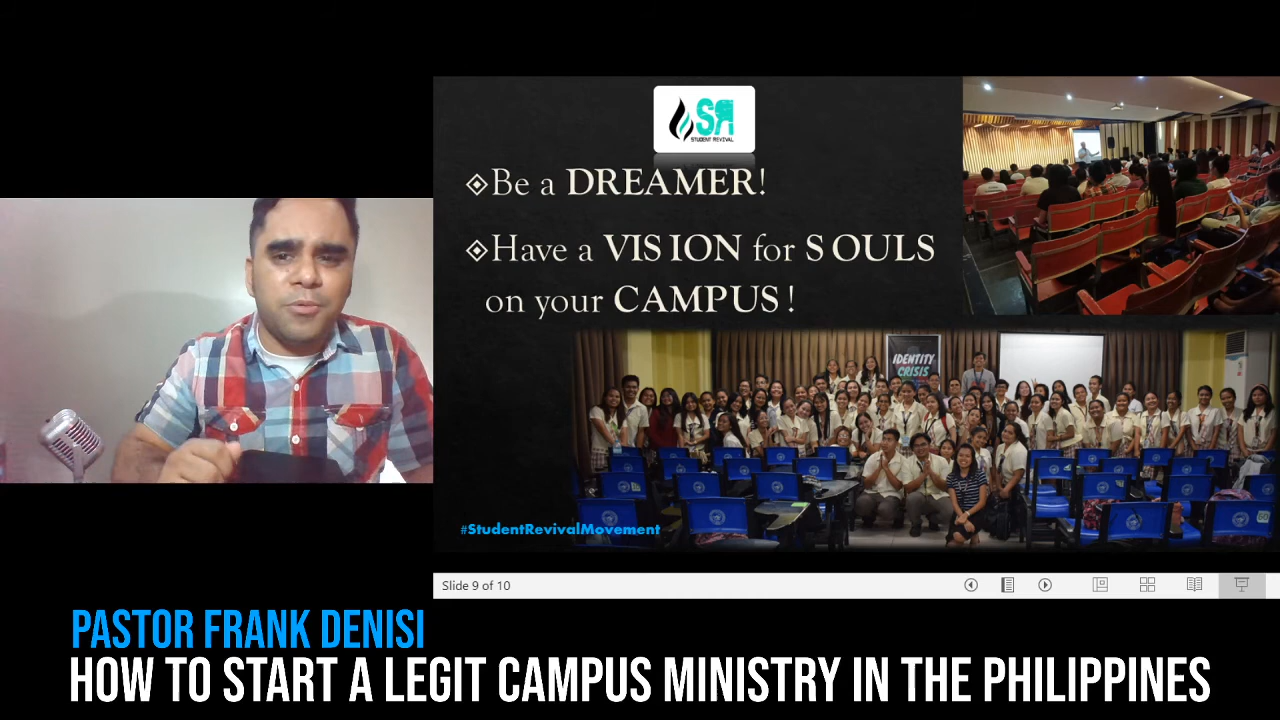 SR
STUDENT REVIVAL
Be a DREAMER!
Have a VISION for SOULS
on your CAMPUS!
IDENTITY
CRISIS
#StudentRevivalMovement
Slide 9 of 10
PASTOR FRANK DENISI
HOW TO START A LEGIT CAMPUS MINISTRY IN THE PHILIPPINES